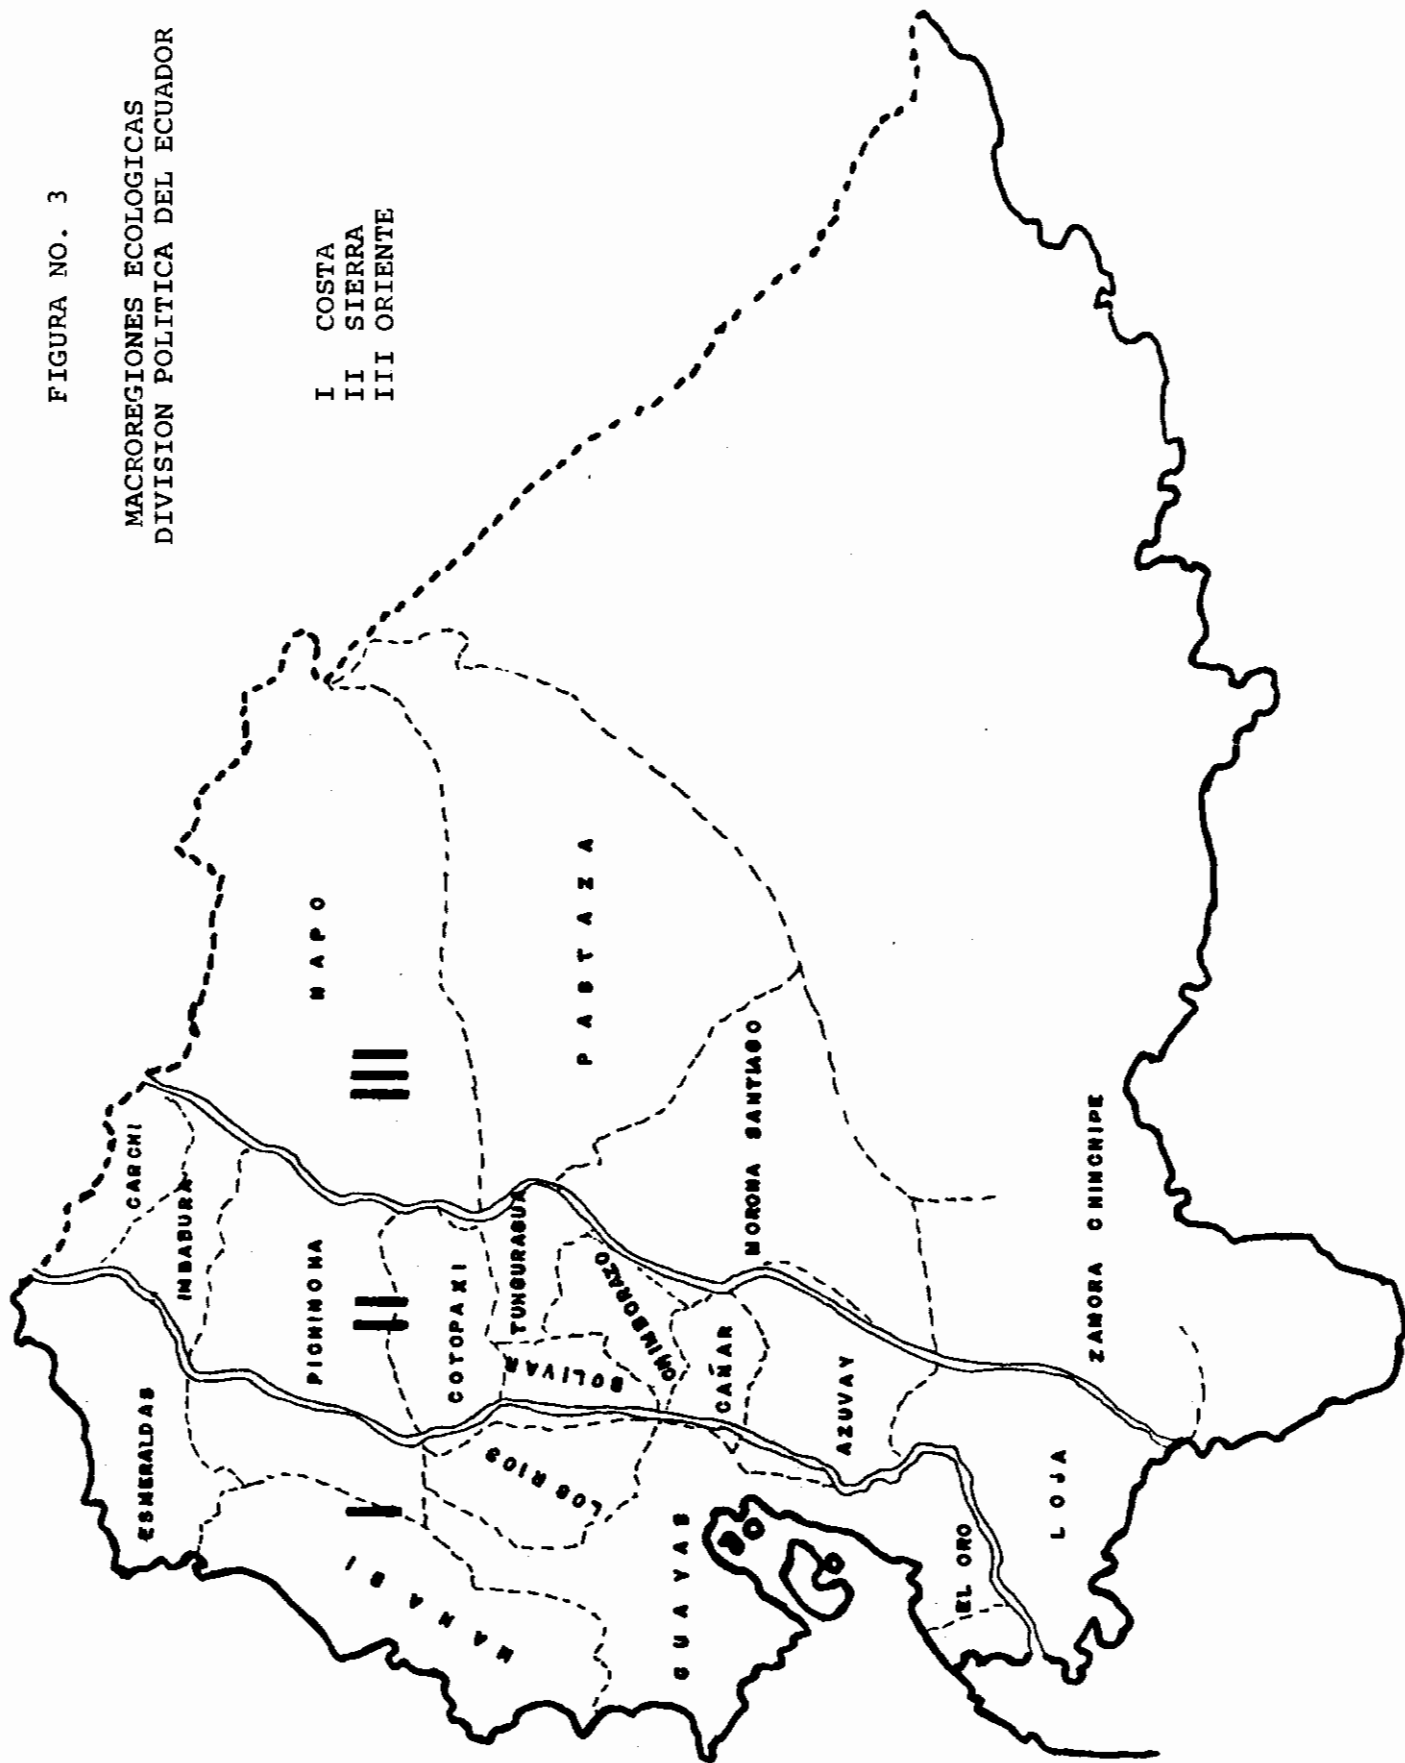 FIGURA NO. 3
MACROREGIONES ECOLOGICAS
DIVISION POLITICA DEL ECUADOR
I COSTA
II SIERRA
III ORIENTE
ESMERALDAS
CARCHI
IMBABURA
PICHINCHA
NAPO
MANABI
I
II
III
COTOPAXI
TUNGURAGUA
PASTAZA
LOS RIOS
BOLIVAR
CHIMBORAZO
GUAYAS
CAÑAR
MORONA SANTIAGO
AZUVAY
EL ORO
LOJA
ZAMORA CHINCHIPE